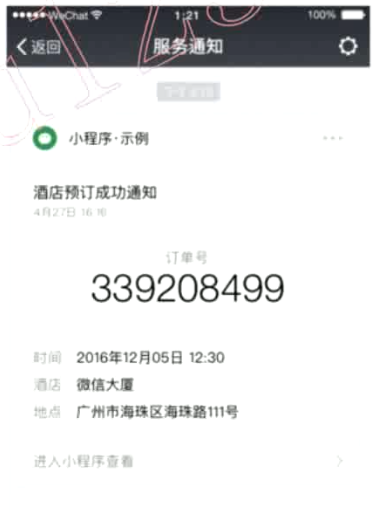 WeChat 1:21 100%
返回 服务通知
小程序·示例
酒店预订成功通知
4月27日
订单号
339208499
时间 2016年12月05日 12:30
酒店 微信大厦
地点 广州市海珠区海珠路111号
进入小程序查看